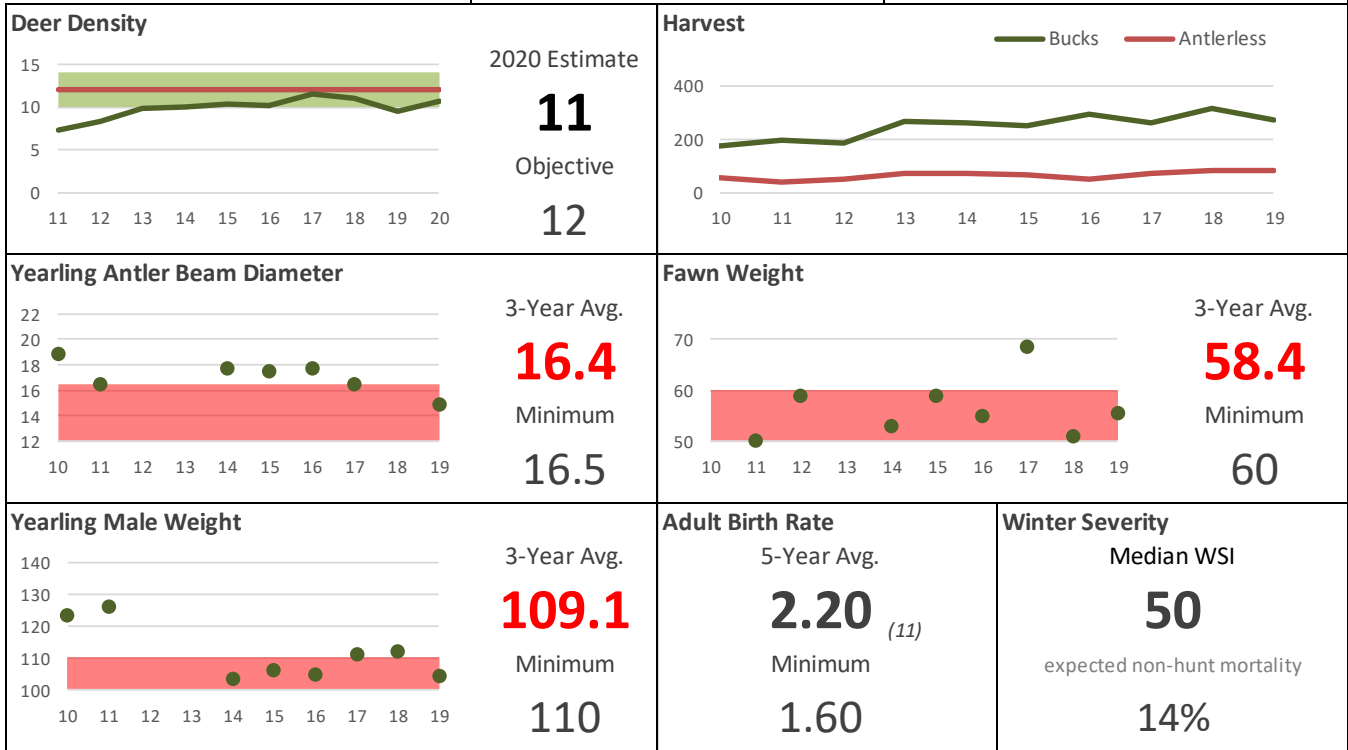 Deer Density
15
10
5
0
11 12 13 14 15 16 17 18 19 20
2020 Estimate
11
Objective
12
Harvest
Bucks Antlerless
400
200
0
10 11 12 13 14 15 16 17 18 19
Yearling Antler Beam Diameter
22
20
18
16
14
12
10 11 12 13 14 15 16 17 18 19
3-Year Avg.
16.4
Minimum
16.5
Fawn Weight
70
60
50
10 11 12 13 14 15 16 17 18 19
3-Year Avg.
58.4
Minimum
60
Yearling Male Weight
140
130
120
110
100
10 11 12 13 14 15 16 17 18 19
3-Year Avg.
109.1
Minimum
110
Adult Birth Rate
5-Year Avg.
2.20 (11)
Minimum
1.60
Winter Severity
Median WSI
50
expected non-hunt mortality
14%